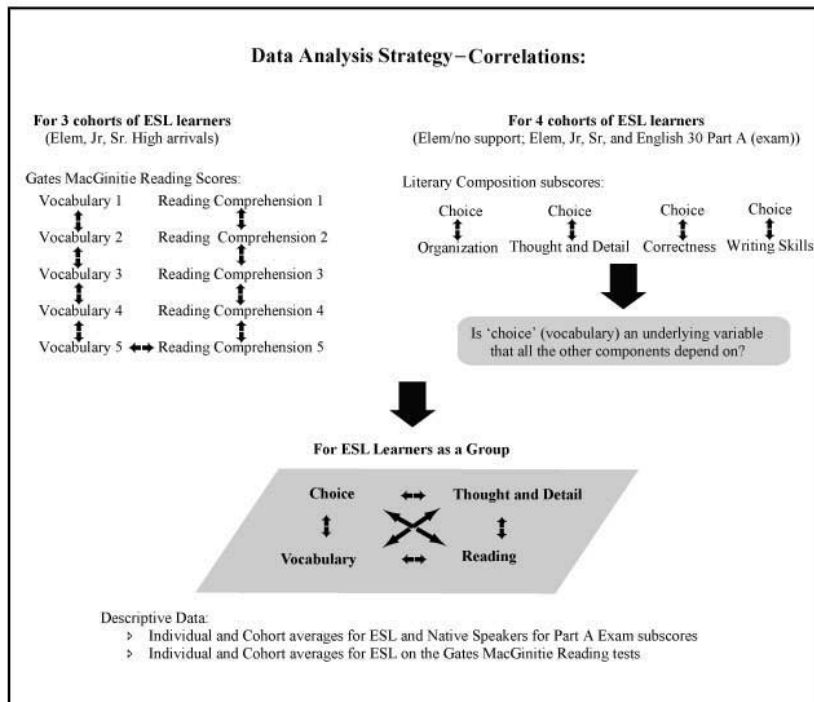 Data Analysis Strategy–Correlations:
For 3 cohorts of ESL learners
(Elem, Jr, Sr. High arrivals)
Gates MacGinitie Reading Scores:
Vocabulary 1 Reading Comprehension 1
Vocabulary 2 Reading Comprehension 2
Vocabulary 3 Reading Comprehension 3
Vocabulary 4 Reading Comprehension 4
Vocabulary 5 Reading Comprehension 5
For 4 cohorts of ESL learners
(Elem/no support; Elem, Jr, Sr, and English 30 Part A (exam))
Literary Composition subscores:
Choice Choice Choice Choice
Organization Thought and Detail Correctness Writing Skills
Is ‘choice’ (vocabulary) an underlying variable
that all the other components depend on?
For ESL Learners as a Group
Choice Thought and Detail
Vocabulary Reading
Descriptive Data:
Individual and Cohort averages for ESL and Native Speakers for Part A Exam subscores
Individual and Cohort averages for ESL on the Gates MacGinitie Reading tests